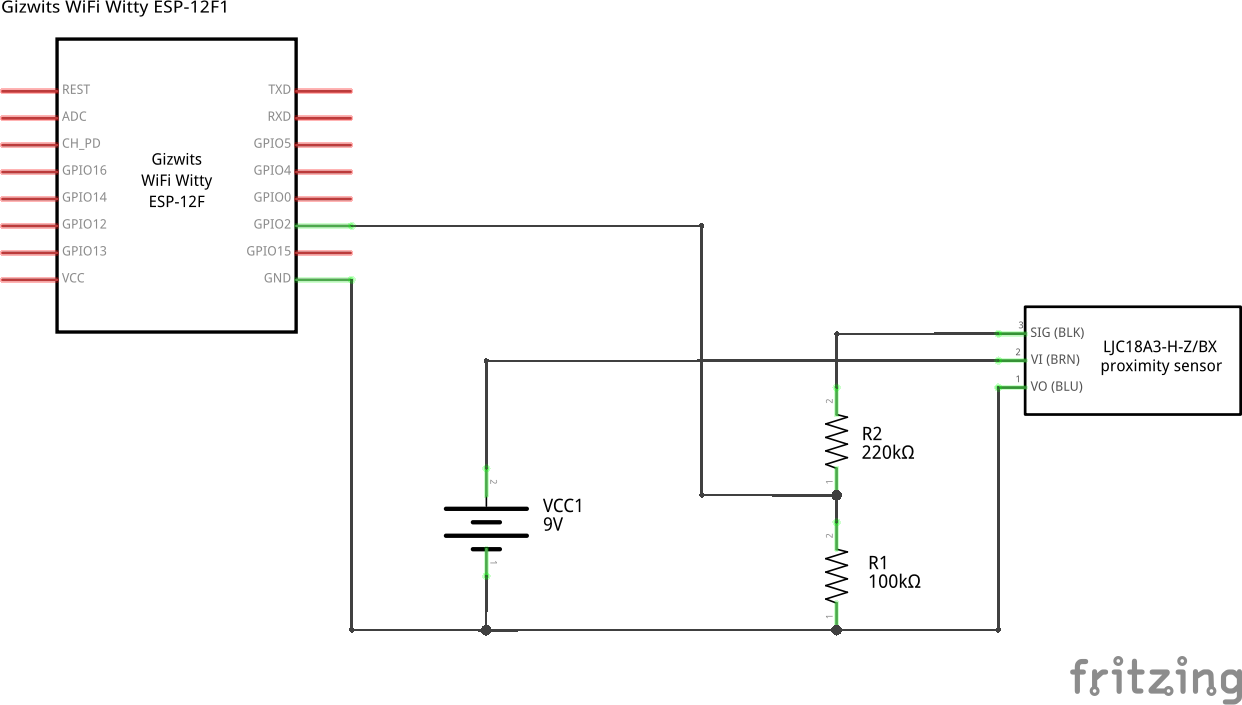 Gizwits WiFi Witty ESP-12F1
REST
ADC
CH_PD
GPIO16
GPIO14
GPIO12
GPIO13
VCC
Gizwits
WiFi Witty
ESP-12F
TXD
RXD
GPIO5
GPIO4
GPIO0
GPIO2
GPIO15
GND
3
SIG (BLK)
2
VI (BRN)
1
VO (BLU)
LJC18A3-H-Z/BX
proximity sensor
2
R2
220kΩ
1
2
VCC1
9V
1
2
R1
100kΩ
1
fritzing